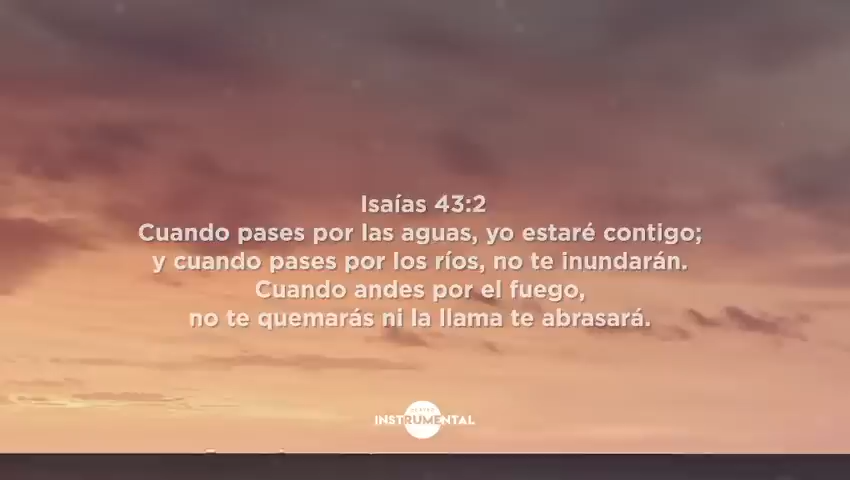 Isaías 43:2
Cuando pases por las aguas, yo estaré contigo;
y cuando pases por los ríos, no te inundarán.
Cuando andes por el fuego,
no te quemarás ni la llama te abrasará.
INSTRUMENTAL